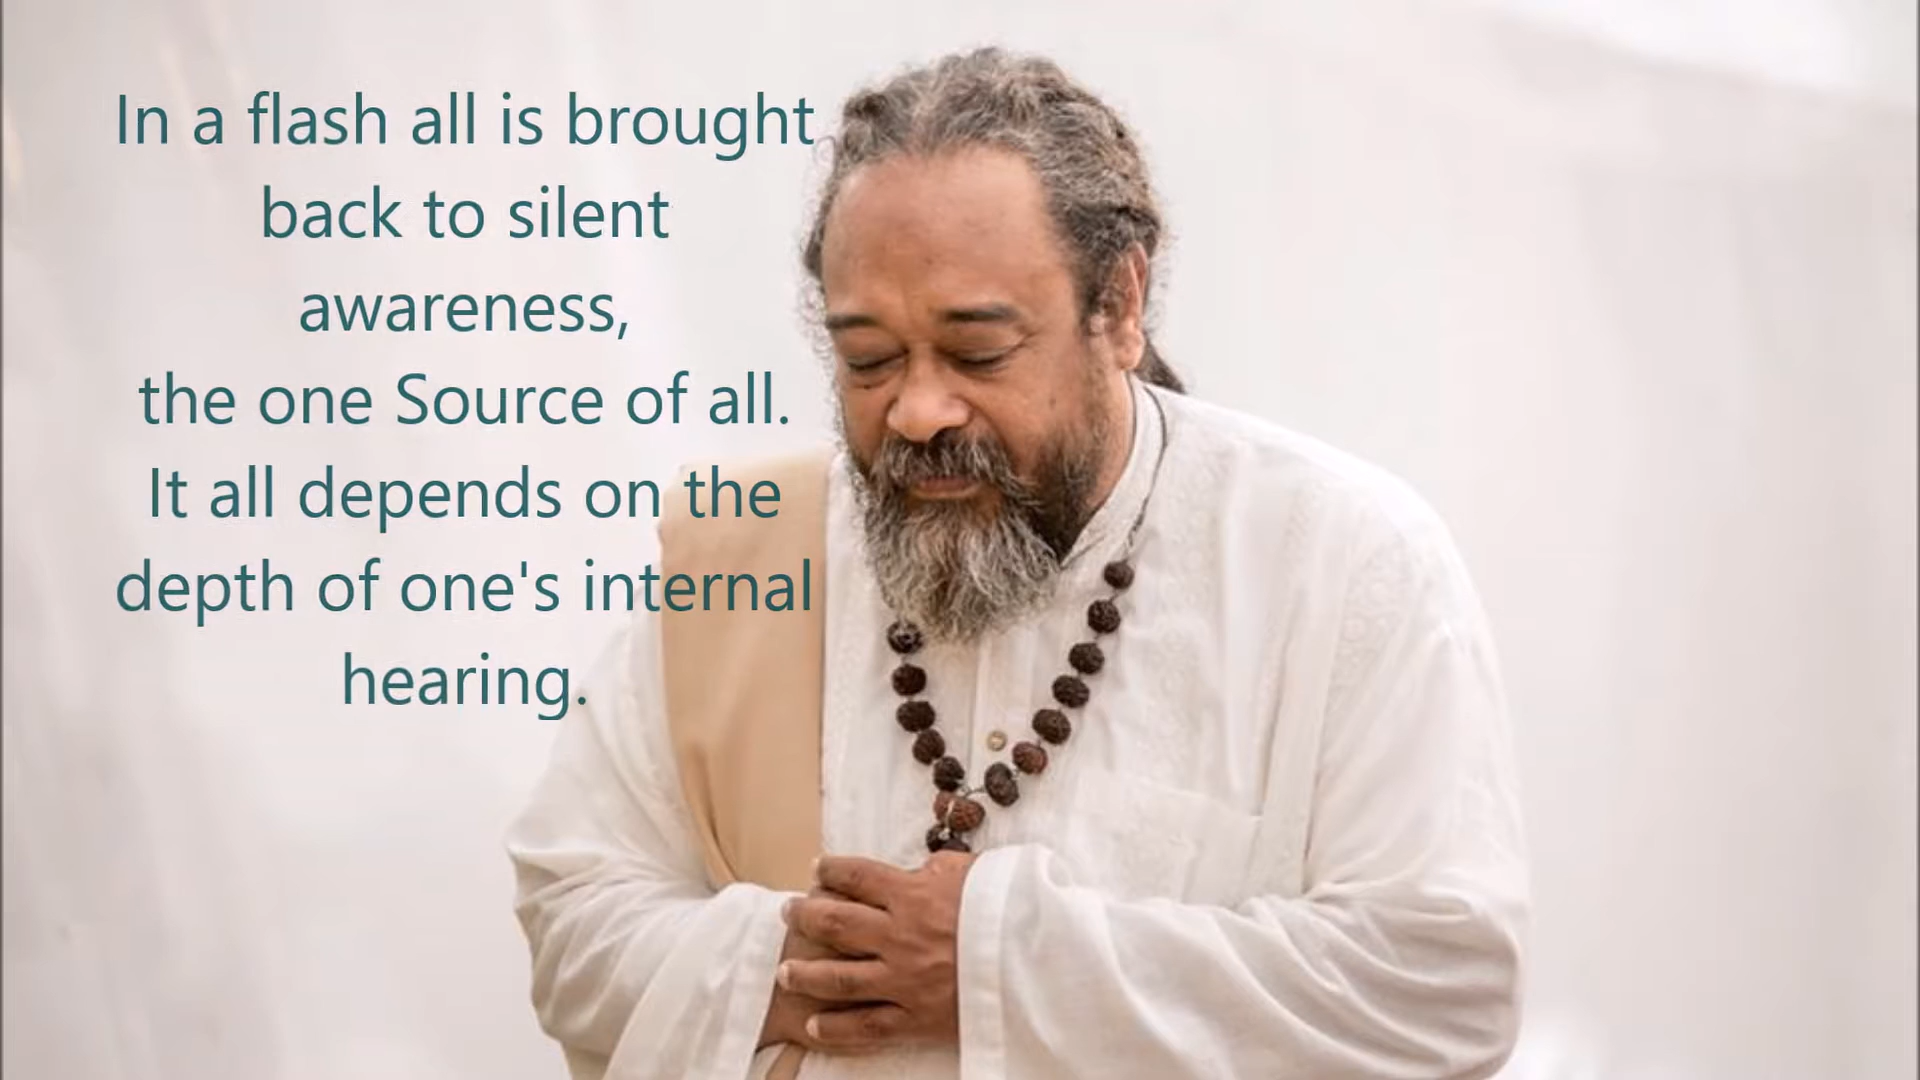 In a flash all is brought
back to silent
awareness,
the one Source of all.
It all depends on the
depth of one's internal
hearing.